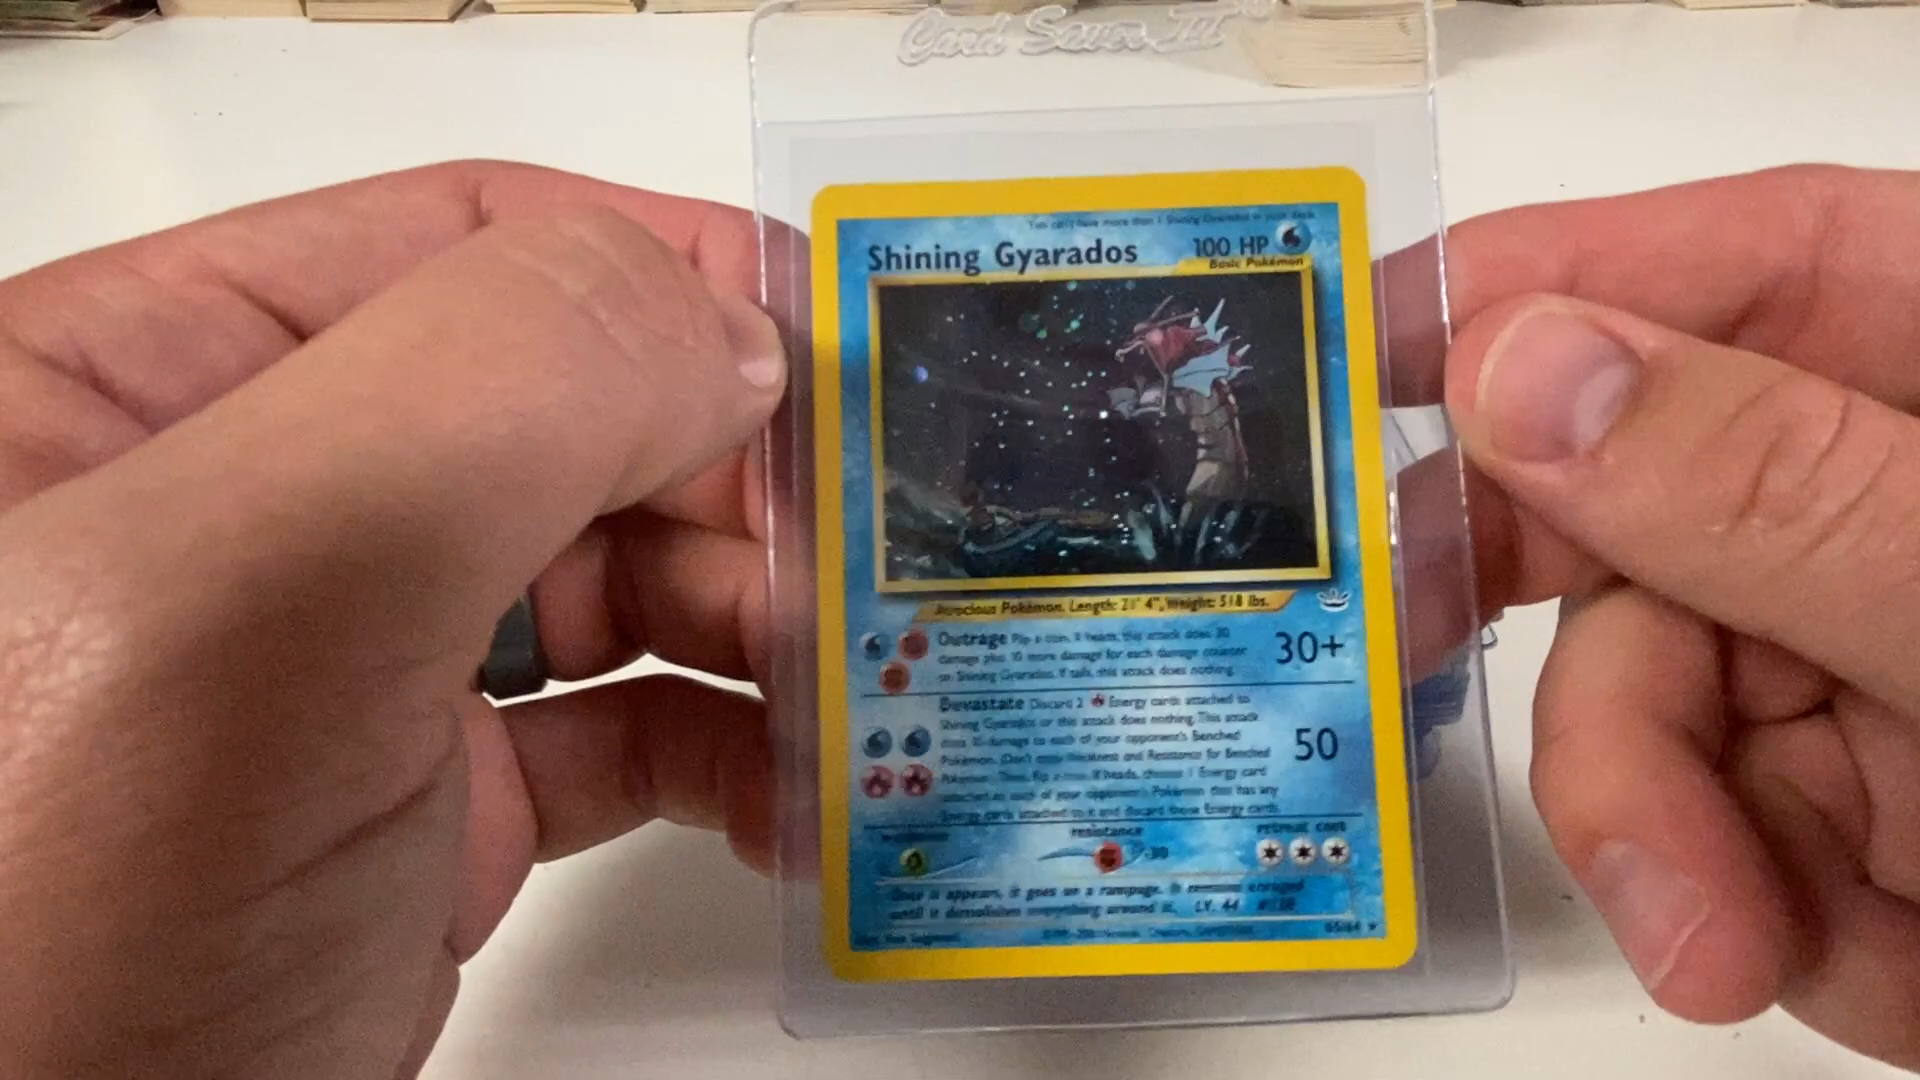 Card Saver III®
You can't have more than 1 Shining Gyarados in your deck.
Shining Gyarados 100 HP
Basic Pokémon
Atrocious Pokémon. Length: 21' 4", Weight: 518 lbs.
Outrage Flip a coin. If heads, this attack does 30
damage plus 10 more damage for each damage counter
on Shining Gyarados. If tails, this attack does nothing.
30+
Devastate Discard 2 Energy cards attached to
Shining Gyarados or this attack does nothing. This attack
does 10 damage to each of your opponent's Benched
Pokémon. (Don't apply Weakness and Resistance for Benched
Pokémon.) Then, flip a coin. If heads, choose 1 Energy card
attached to each of your opponent's Pokémon that has any
Energy cards attached to it and discard those Energy cards.
50
resistance retreat cost
-30
Once it appears, it goes on a rampage. It remains enraged
until it demolishes everything around it. LV. 44
65/64 ★